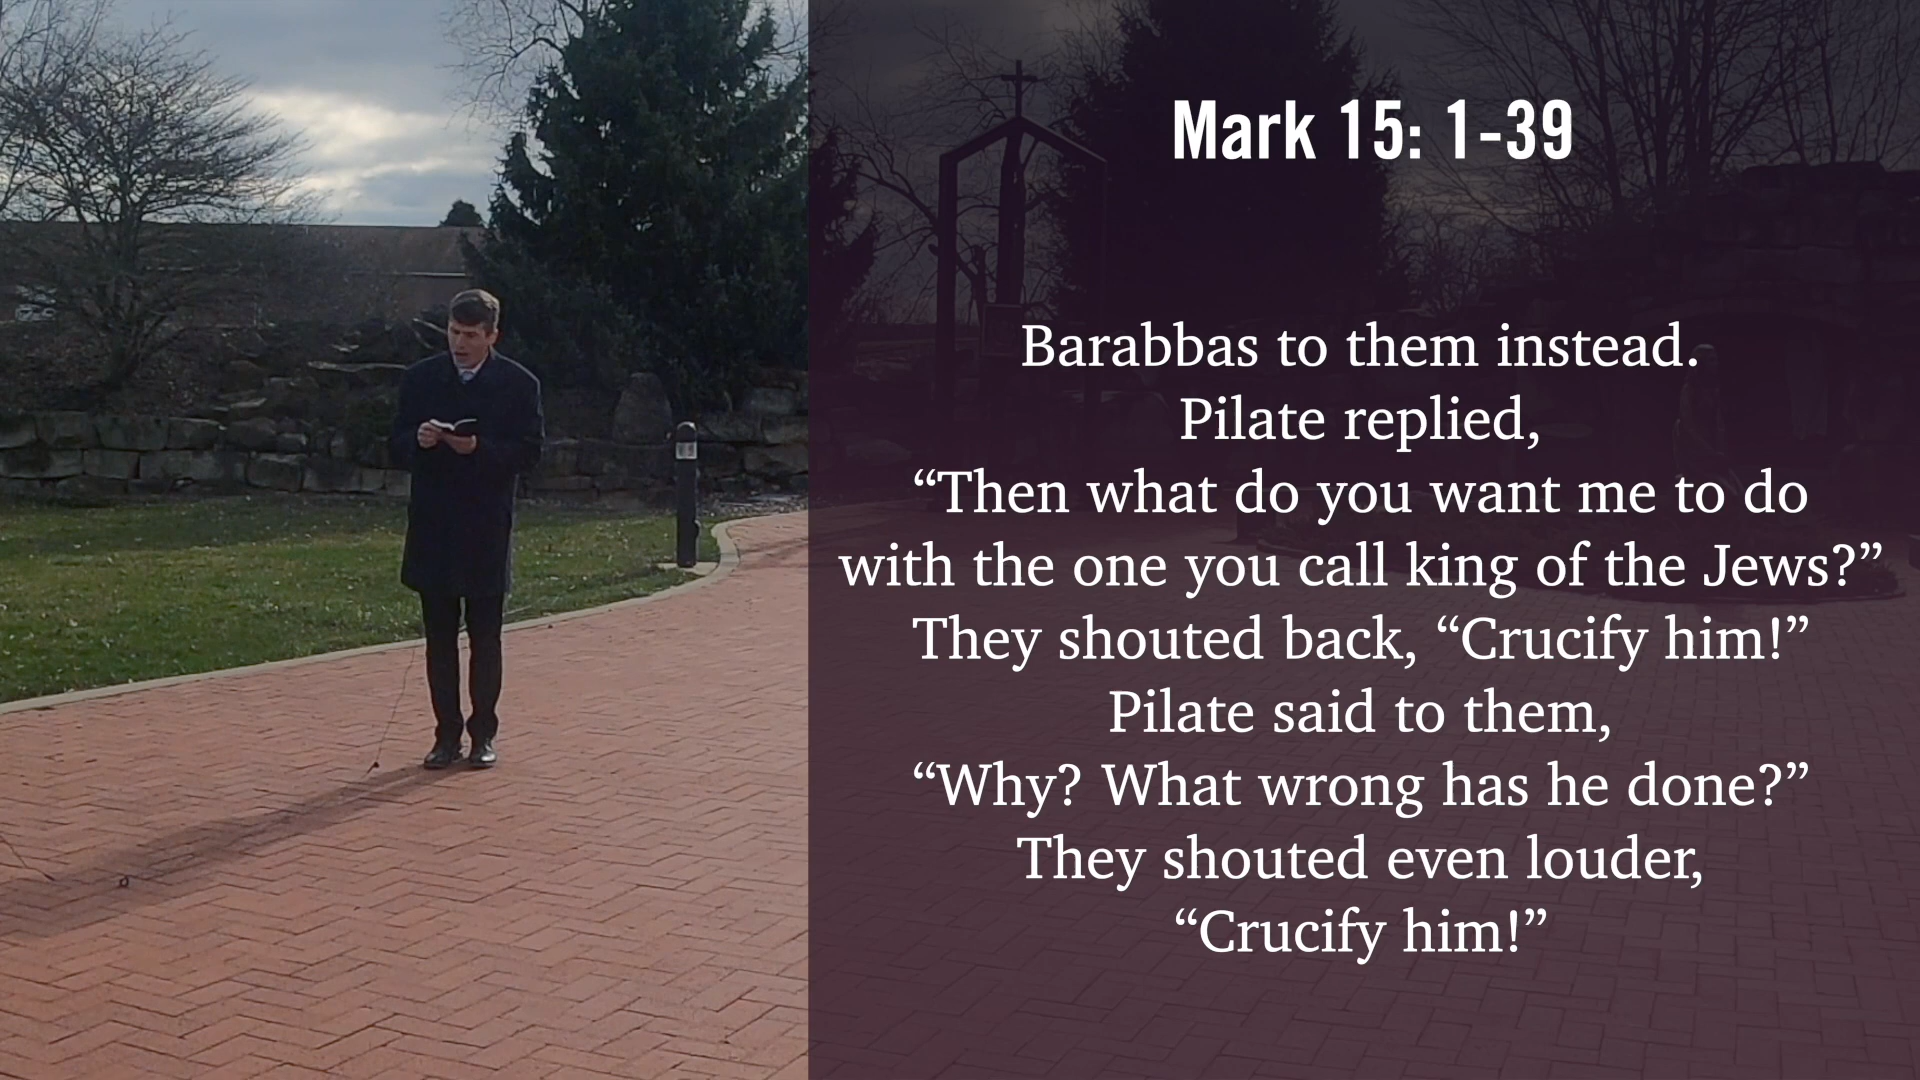 Mark 15: 1-39
Barabbas to them instead.
Pilate replied,
“Then what do you want me to do
with the one you call king of the Jews?”
They shouted back, “Crucify him!”
Pilate said to them,
“Why? What wrong has he done?”
They shouted even louder,
“Crucify him!”